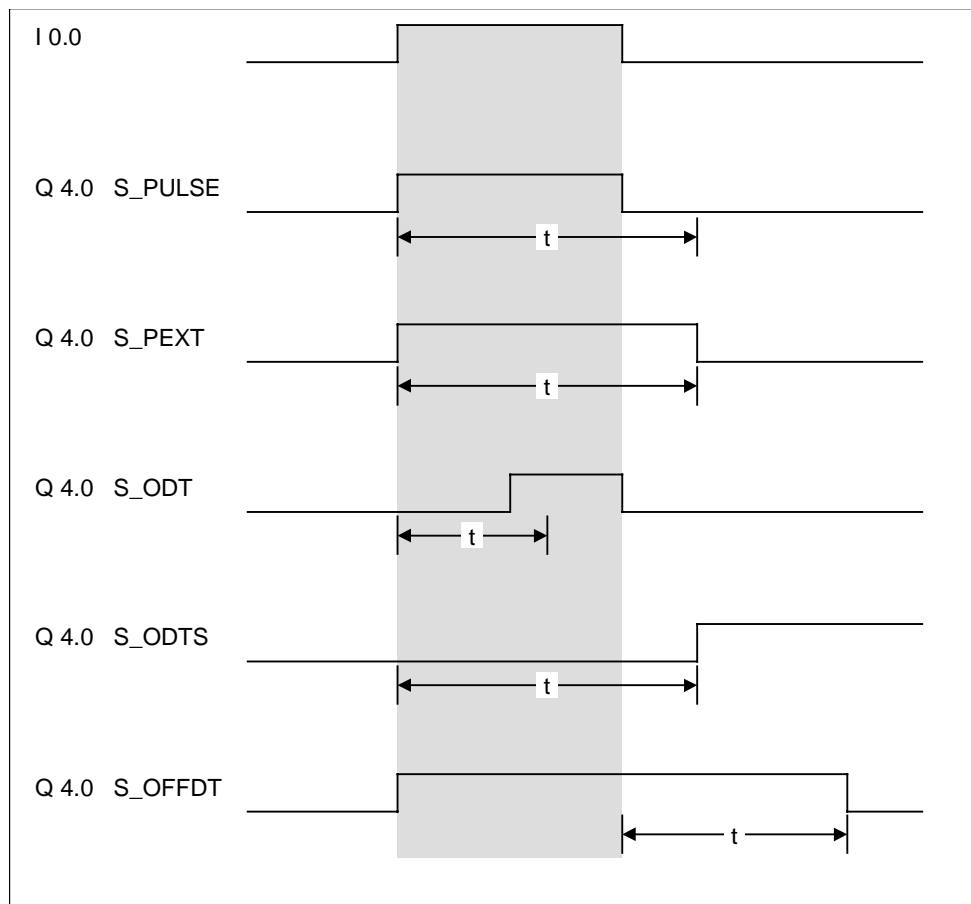 I 0.0
Q 4.0 S_PULSE
t
Q 4.0 S_PEXT
t
Q 4.0 S_ODT
t
Q 4.0 S_ODTS
t
Q 4.0 S_OFFDT
t